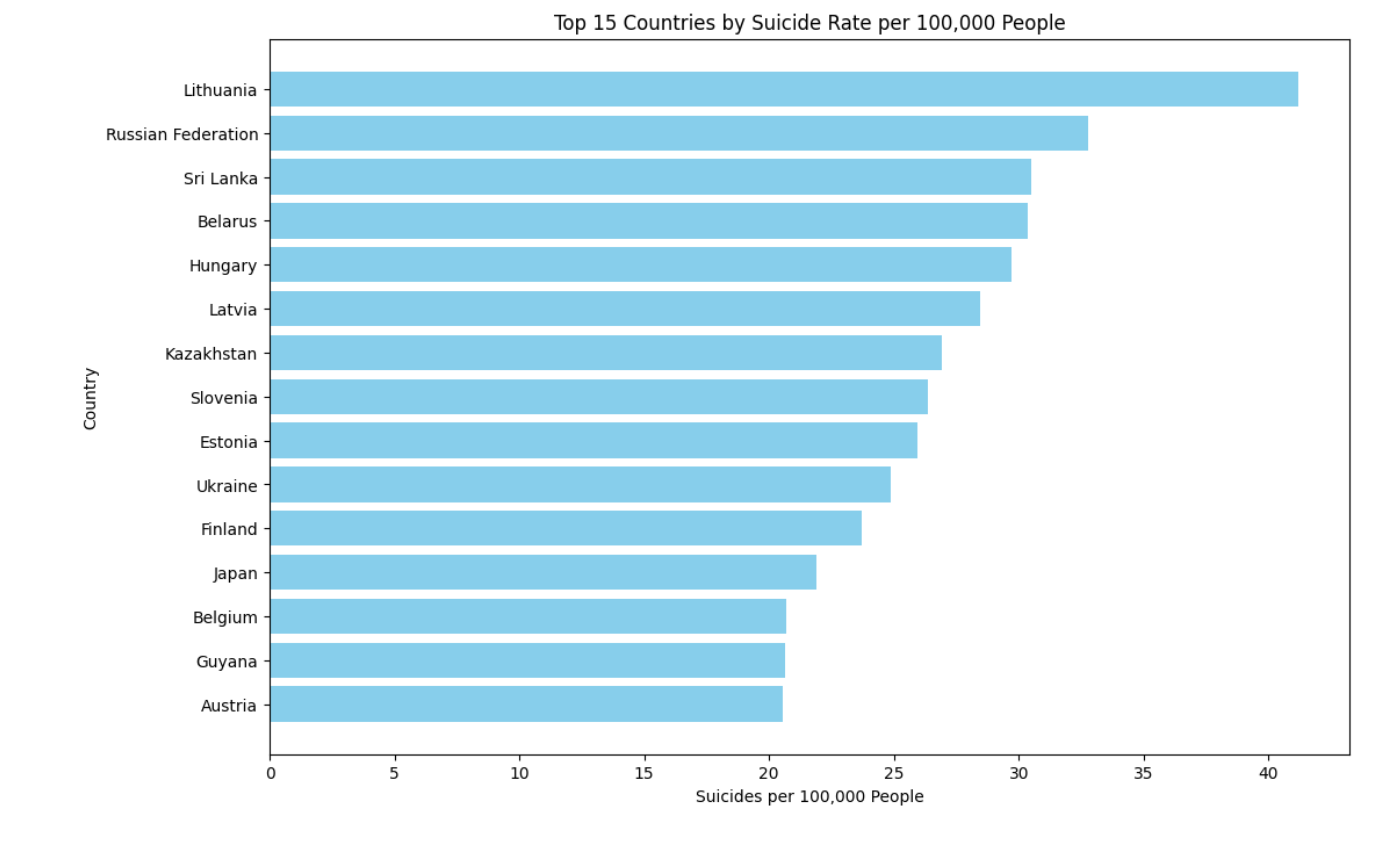 Top 15 Countries by Suicide Rate per 100,000 People
Lithuania
Russian Federation
Sri Lanka
Belarus
Hungary
Latvia
Kazakhstan
Slovenia
Estonia
Ukraine
Finland
Japan
Belgium
Guyana
Austria
Country
0 5 10 15 20 25 30 35 40
Suicides per 100,000 People